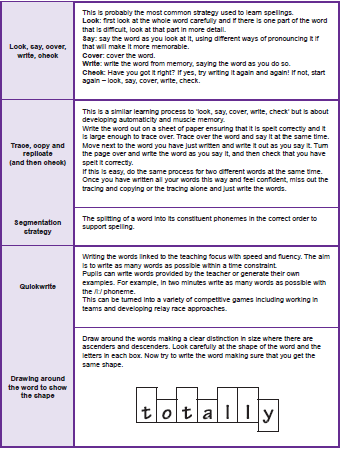 Look, say, cover,
write, check
This is probably the most common strategy used to learn spellings.
Look: first look at the whole word carefully and if there is one part of the word
that is difficult, look at that part in more detail.
Say: say the word as you look at it, using different ways of pronouncing it if
that will make it more memorable.
Cover: cover the word.
Write: write the word from memory, saying the word as you do so.
Check: Have you got it right? If yes, try writing it again and again! If not, start
again – look, say, cover, write, check.
Trace, copy and
replicate
(and then check)
This is a similar learning process to 'look, say, cover, write, check' but is about
developing automaticity and muscle memory.
Write the word out on a sheet of paper ensuring that it is spelt correctly and it
is large enough to trace over. Trace over the word and say it at the same time.
Move next to the word you have just written and write it out as you say it. Turn
the page over and write the word as you say it, and then check that you have
spelt it correctly.
If this is easy, do the same process for two different words at the same time.
Once you have written all your words this way and feel confident, miss out the
tracing and copying or the tracing alone and just write the words.
Segmentation
strategy
The splitting of a word into its constituent phonemes in the correct order to
support spelling.
Quickwrite
Writing the words linked to the teaching focus with speed and fluency. The aim
is to write as many words as possible within a time constraint.
Pupils can write words provided by the teacher or generate their own
examples. For example, in two minutes write as many words as possible with
the /iː/ phoneme.
This can be turned into a variety of competitive games including working in
teams and developing relay race approaches.
Drawing around
the word to show
the shape
Draw around the words making a clear distinction in size where there are
ascenders and descenders. Look carefully at the shape of the word and the
letters in each box. Now try to write the word making sure that you get the
same shape.
totally